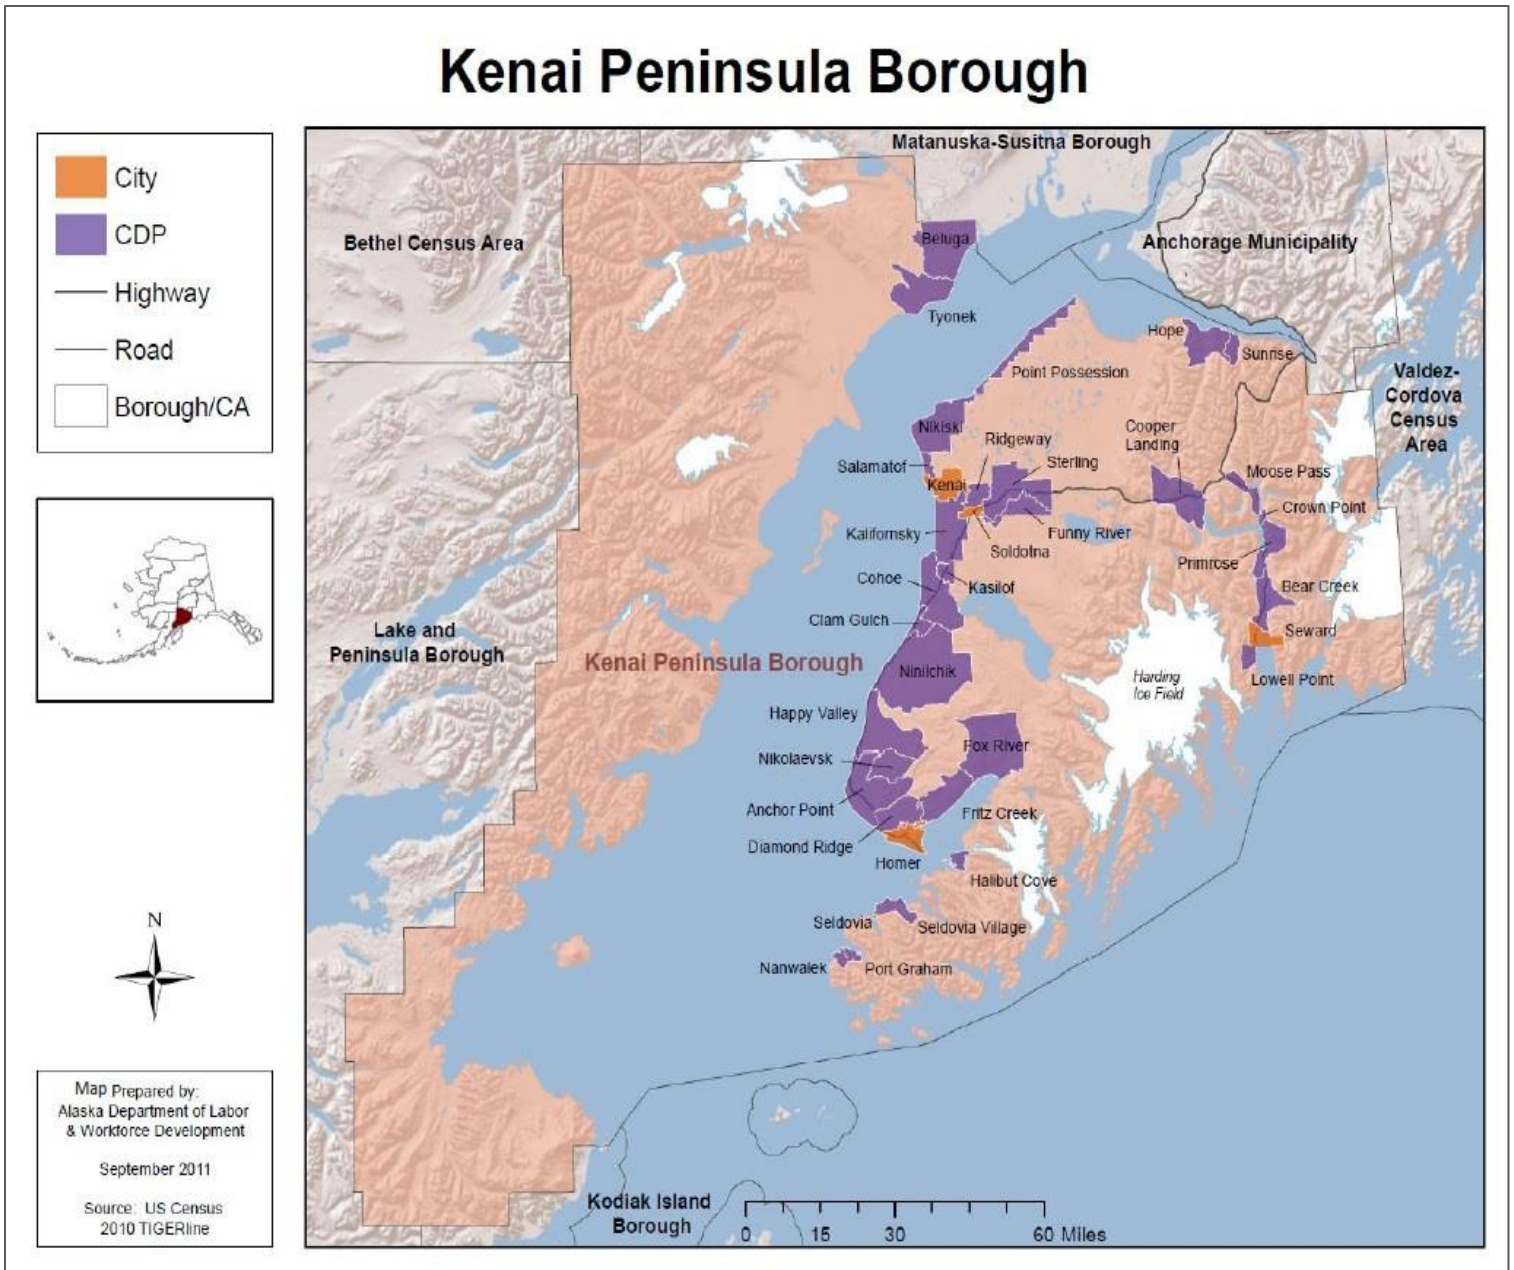 Kenai Peninsula Borough
City
CDP
Highway
Road
Borough/CA
N
Map Prepared by:
Alaska Department of Labor
& Workforce Development
September 2011
Source: US Census
2010 TIGERline
Matanuska-Susitna Borough
Bethel Census Area
Anchorage Municipality
Beluga
Tyonek
Hope
Sunrise
Point Possession
Valdez-
Cordova
Census
Area
Nikiski
Ridgeway
Cooper
Landing
Salamatof
Sterling
Moose Pass
Kenai
Crown Point
Kalifornsky
Funny River
Soldotna
Primrose
Cohoe
Kasilof
Bear Creek
Clam Gulch
Seward
Lake and
Peninsula Borough
Kenai Peninsula Borough
Ninilchik
Harding
Ice Field
Lowell Point
Happy Valley
Fox River
Nikolaevsk
Anchor Point
Fritz Creek
Diamond Ridge
Homer
Halibut Cove
Seldovia
Seldovia Village
Nanwalek
Port Graham
Kodiak Island
Borough
0 15 30 60 Miles